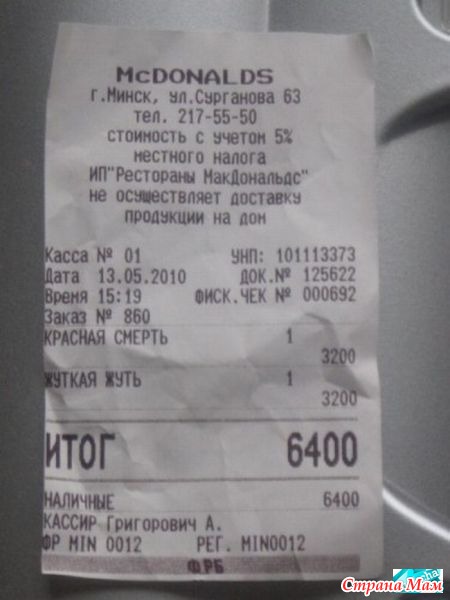 McDONALDS
г.Минск, ул.Сурганова 63
тел. 217-55-50
стоимость с учетом 5%
местного налога
ИП"Рестораны МакДональдс"
не осуществляет доставку
продукции на дом
Касса № 01 УНП: 101113373
Дата 13.05.2010 ДОК.№ 125622
Время 15:19 ФИСК.ЧЕК № 000692
Заказ № 860
КРАСНАЯ СМЕРТЬ 1
3200
ЖУТКАЯ ЖУТЬ 1
3200
ИТОГ 6400
НАЛИЧНЫЕ 6400
КАССИР Григорович А.
ФР MIN 0012 РЕГ. MIN0012
ФРБ
Страна Мам